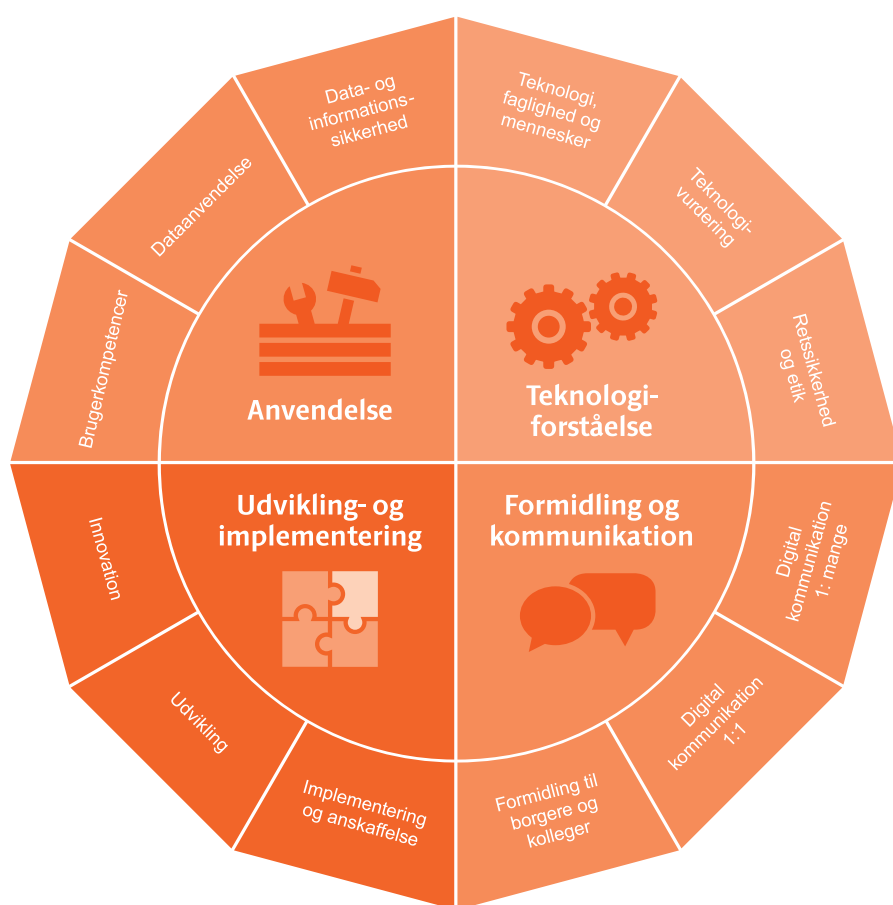 Data- og
informations-
sikkerhed
Teknologi,
faglighed og
mennesker
Dataanvendelse
Teknologi-
vurdering
Brugerkompetencer
Retssikkerhed
og etik
Anvendelse
Teknologi-
forståelse
Udvikling- og
implementering
Formidling og
kommunikation
Innovation
Digital
kommunikation
1: mange
Udvikling
Digital
kommunikation
1:1
Implementering
og anskaffelse
Formidling til
borgere og
kolleger